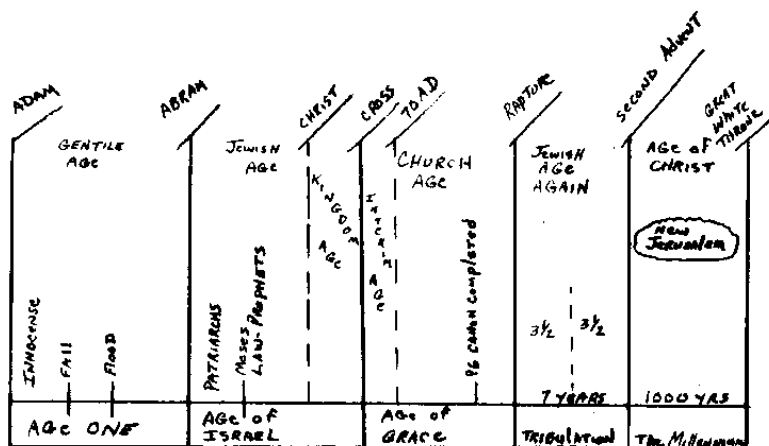 ADAM
ABRAM
CHRIST
CROSS
70 A.D
RAPTURE
SECOND ADVENT
GREAT
WHITE
THRONE
GENTILE
AGE
JEWISH
AGE
KINGDOM
AGE
INTERIM
AGE
CHURCH
AGE
JEWISH
AGE
AGAIN
AGE of
CHRIST
NEW
JERUSALEM
INNOCENSE
FAll
FlOOD
PATRIARCHS
Moses
LAW-PROPHETS
96 CANON COMPLETED
3½
3½
7 YEARS
1000 YRS
AGE ONE
AGE of
ISRAEL
AGE of
GRACE
TRIBULATION
The Millennium